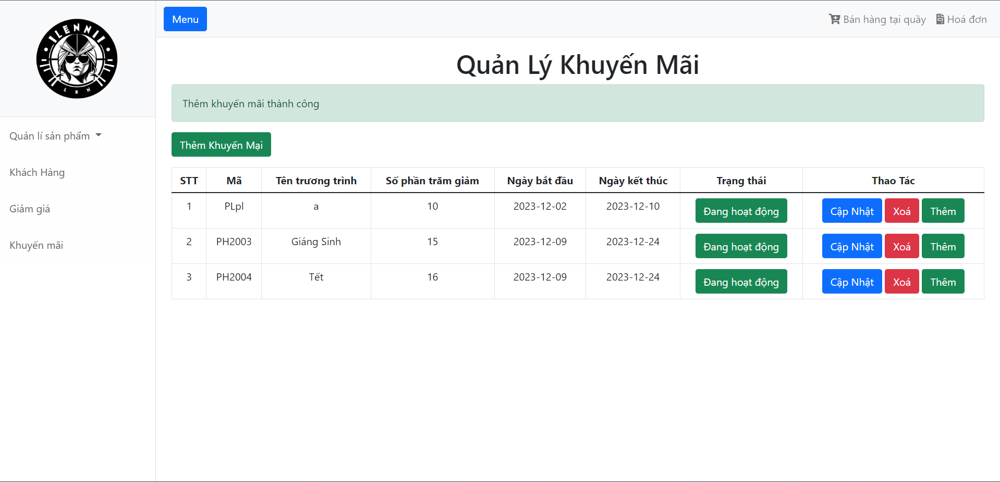 ILENNII
LEN
Menu
Bán hàng tại quầy
Hoá đơn
Quản lí sản phẩm
Khách Hàng
Giảm giá
Khuyến mãi
Quản Lý Khuyến Mãi
Thêm khuyến mãi thành công
Thêm Khuyến Mại
STT Mã Tên trương trình Số phần trăm giảm Ngày bắt đầu Ngày kết thúc Trạng thái Thao Tác
1 PLpl a 10 2023-12-02 2023-12-10 Đang hoạt động Cập Nhật Xoá Thêm
2 PH2003 Giáng Sinh 15 2023-12-09 2023-12-24 Đang hoạt động Cập Nhật Xoá Thêm
3 PH2004 Tết 16 2023-12-09 2023-12-24 Đang hoạt động Cập Nhật Xoá Thêm